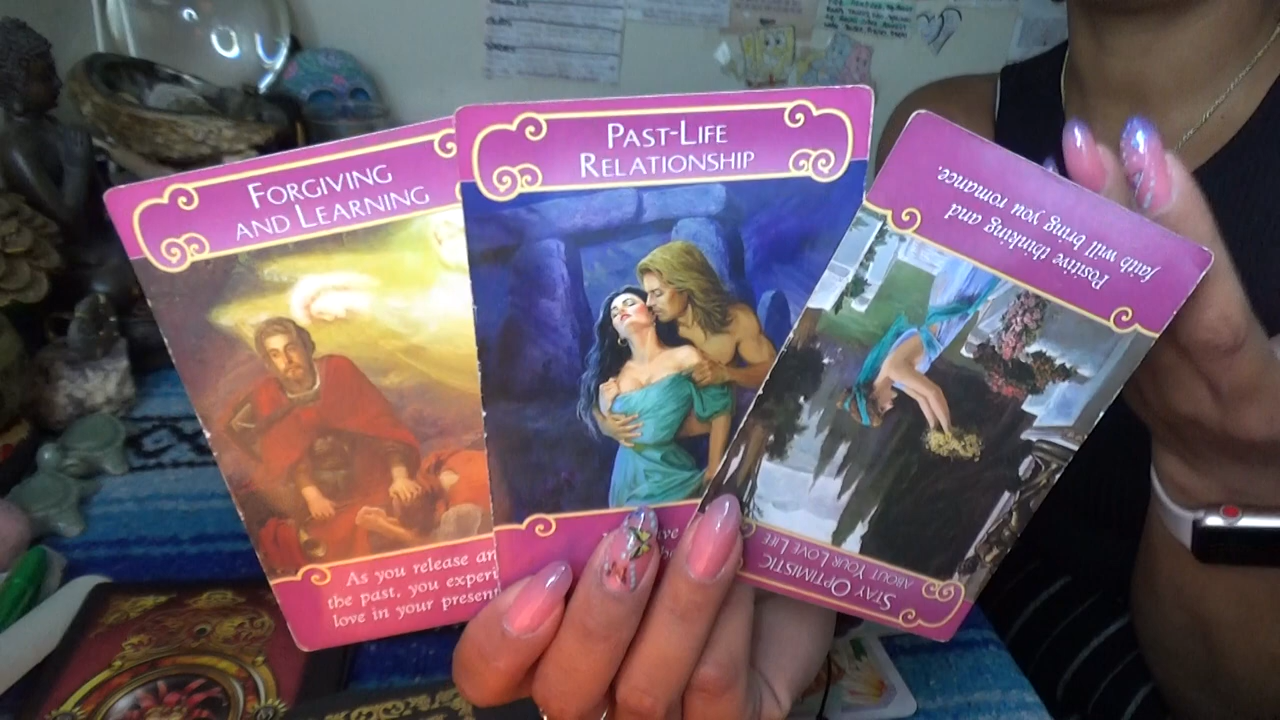 FORGIVING
AND LEARNING
As you release an
the past, you experi
love in your presen
PAST-LIFE
RELATIONSHIP
Positive thinking and
faith will bring you romance.
STAY OPTIMISTIC
ABOUT YOUR LOVE LIFE